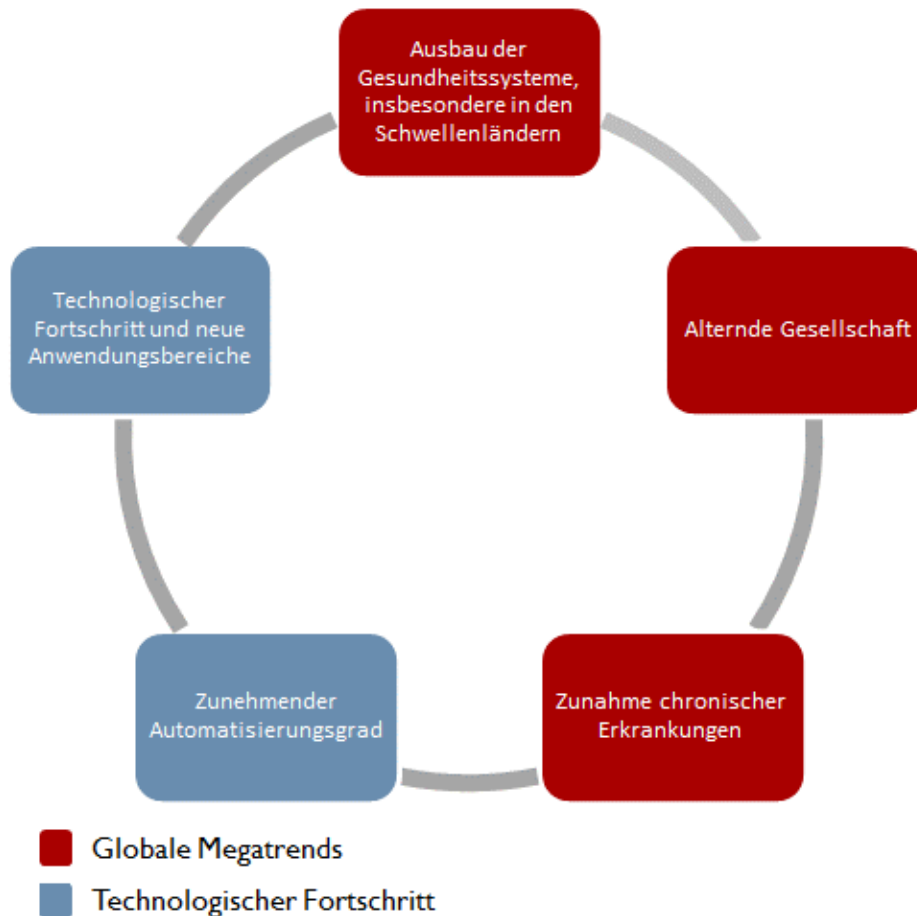 Ausbau der
Gesundheitssysteme,
insbesondere in den
Schwellenländern
Technologischer
Fortschritt und neue
Anwendungsbereiche
Alternde Gesellschaft
Zunehmender
Automatisierungsgrad
Zunahme chronischer
Erkrankungen
Globale Megatrends
Technologischer Fortschritt